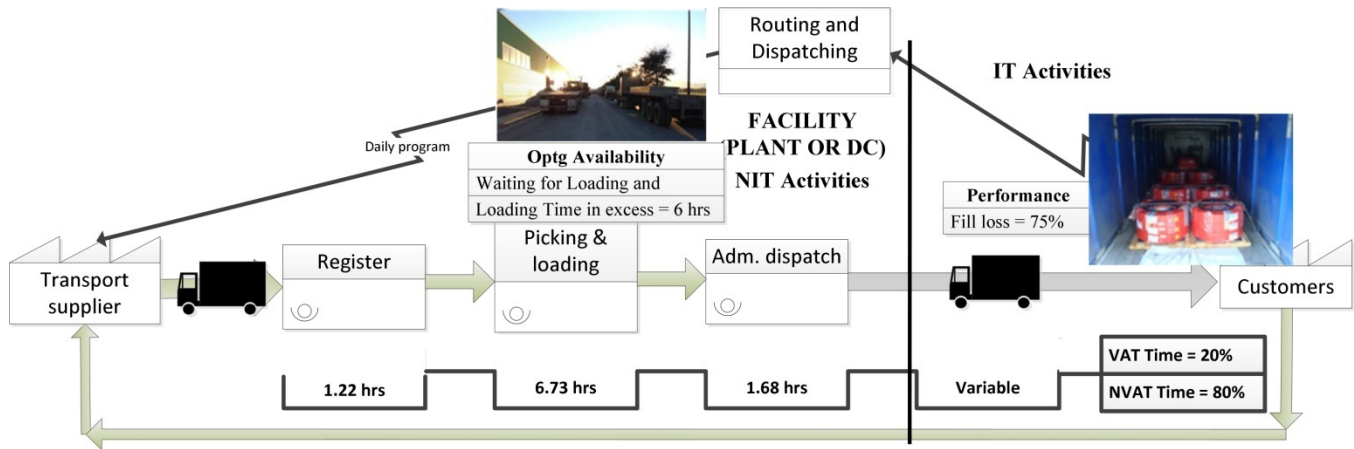 Routing and
Dispatching
IT Activities
Daily program
FACILITY
(PLANT OR DC)
NIT Activities
Optg Availability
Waiting for Loading and
Loading Time in excess = 6 hrs
Performance
Fill loss = 75%
Transport
supplier
Register
Picking &
loading
Adm. dispatch
Customers
1.22 hrs
6.73 hrs
1.68 hrs
Variable
VAT Time = 20%
NVAT Time = 80%